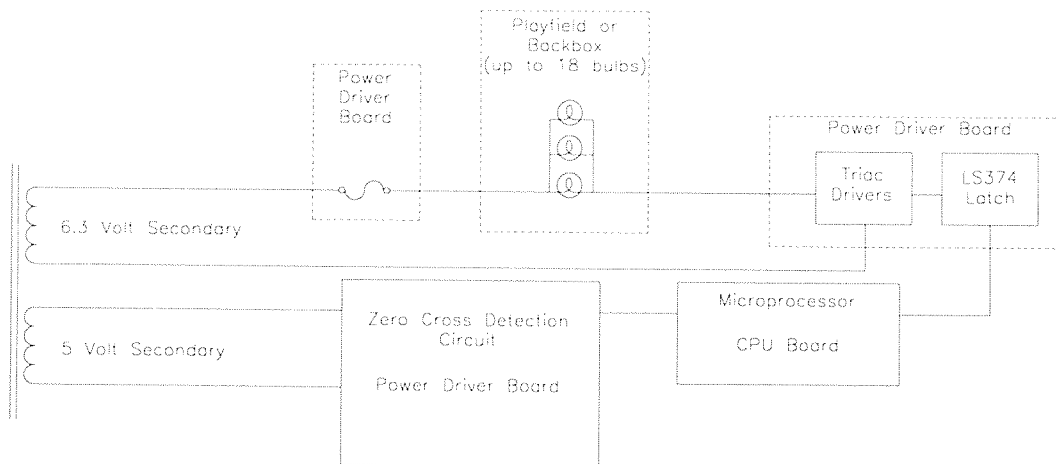 Playfield or
Backbox
(up to 18 bulbs)
Power
Driver
Board
Power Driver Board
Triac
Drivers
LS374
Latch
6.3 Volt Secondary
Zero Cross Detection
Circuit
Power Driver Board
Microprocessor
CPU Board
5 Volt Secondary